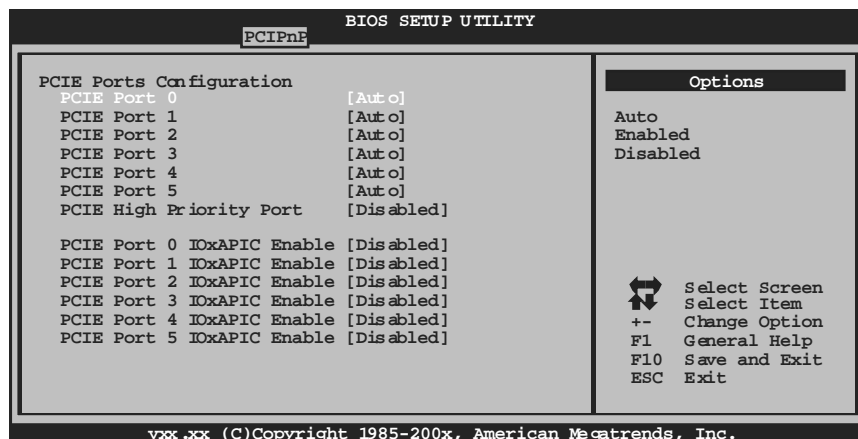 BIOS SETUP UTILITY
PCIPnP
PCIE Ports Configuration
PCIE Port 0 [Auto]
PCIE Port 1 [Auto]
PCIE Port 2 [Auto]
PCIE Port 3 [Auto]
PCIE Port 4 [Auto]
PCIE Port 5 [Auto]
PCIE High Priority Port [Disabled]
PCIE Port 0 IOxAPIC Enable [Disabled]
PCIE Port 1 IOxAPIC Enable [Disabled]
PCIE Port 2 IOxAPIC Enable [Disabled]
PCIE Port 3 IOxAPIC Enable [Disabled]
PCIE Port 4 IOxAPIC Enable [Disabled]
PCIE Port 5 IOxAPIC Enable [Disabled]
Options
Auto
Enabled
Disabled
Select Screen
Select Item
+- Change Option
F1 General Help
F10 Save and Exit
ESC Exit
vxx.xx (C)Copyright 1985-200x, American Megatrends, Inc.